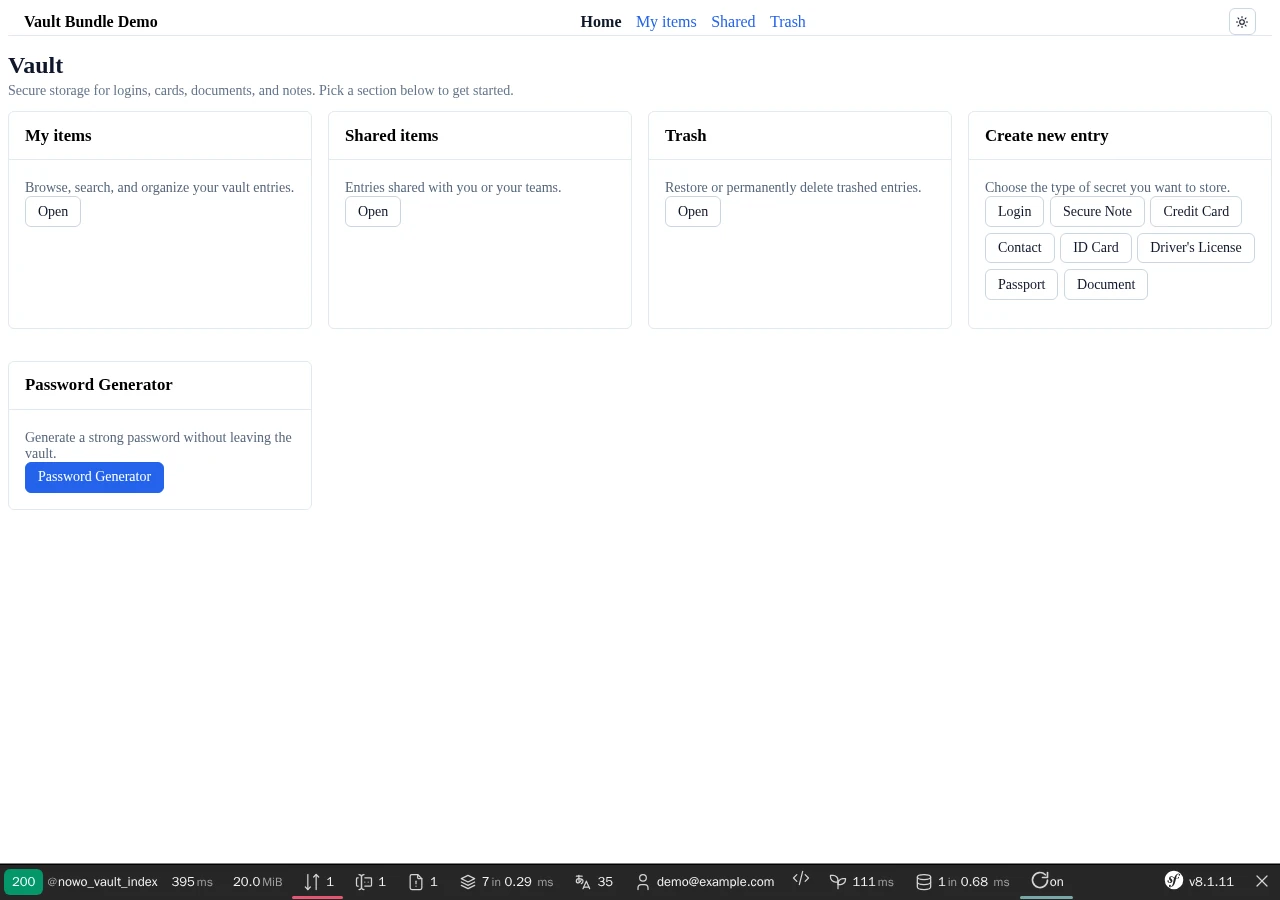 Vault Bundle Demo
Home My items Shared Trash
Vault
Secure storage for logins, cards, documents, and notes. Pick a section below to get started.
My items
Browse, search, and organize your vault entries.
Open
Shared items
Entries shared with you or your teams.
Open
Trash
Restore or permanently delete trashed entries.
Open
Create new entry
Choose the type of secret you want to store.
Login Secure Note Credit Card
Contact ID Card Driver's License
Passport Document
Password Generator
Generate a strong password without leaving the
vault.
Password Generator
200 @nowo_vault_index 395 ms 20.0 MiB 1 1 1 7 in 0.29 ms 35 demo@example.com 111 ms 1 in 0.68 ms on sf v8.1.11